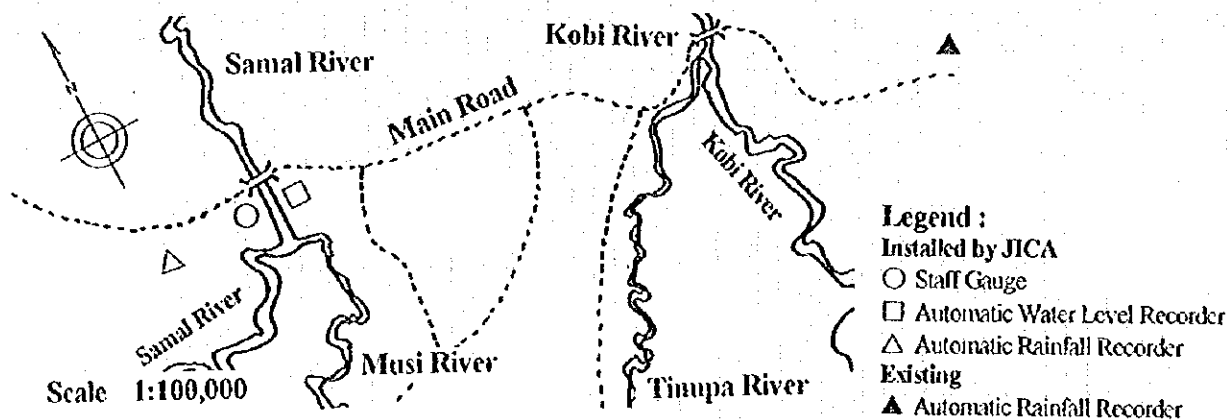 N
Samal River
Kobi River
Main Road
Kobi River
Samal River
Musi River
Timupa River
Scale 1:100,000
Legend :
Installed by JICA
Staff Gauge
Automatic Water Level Recorder
Automatic Rainfall Recorder
Existing
Automatic Rainfall Recorder